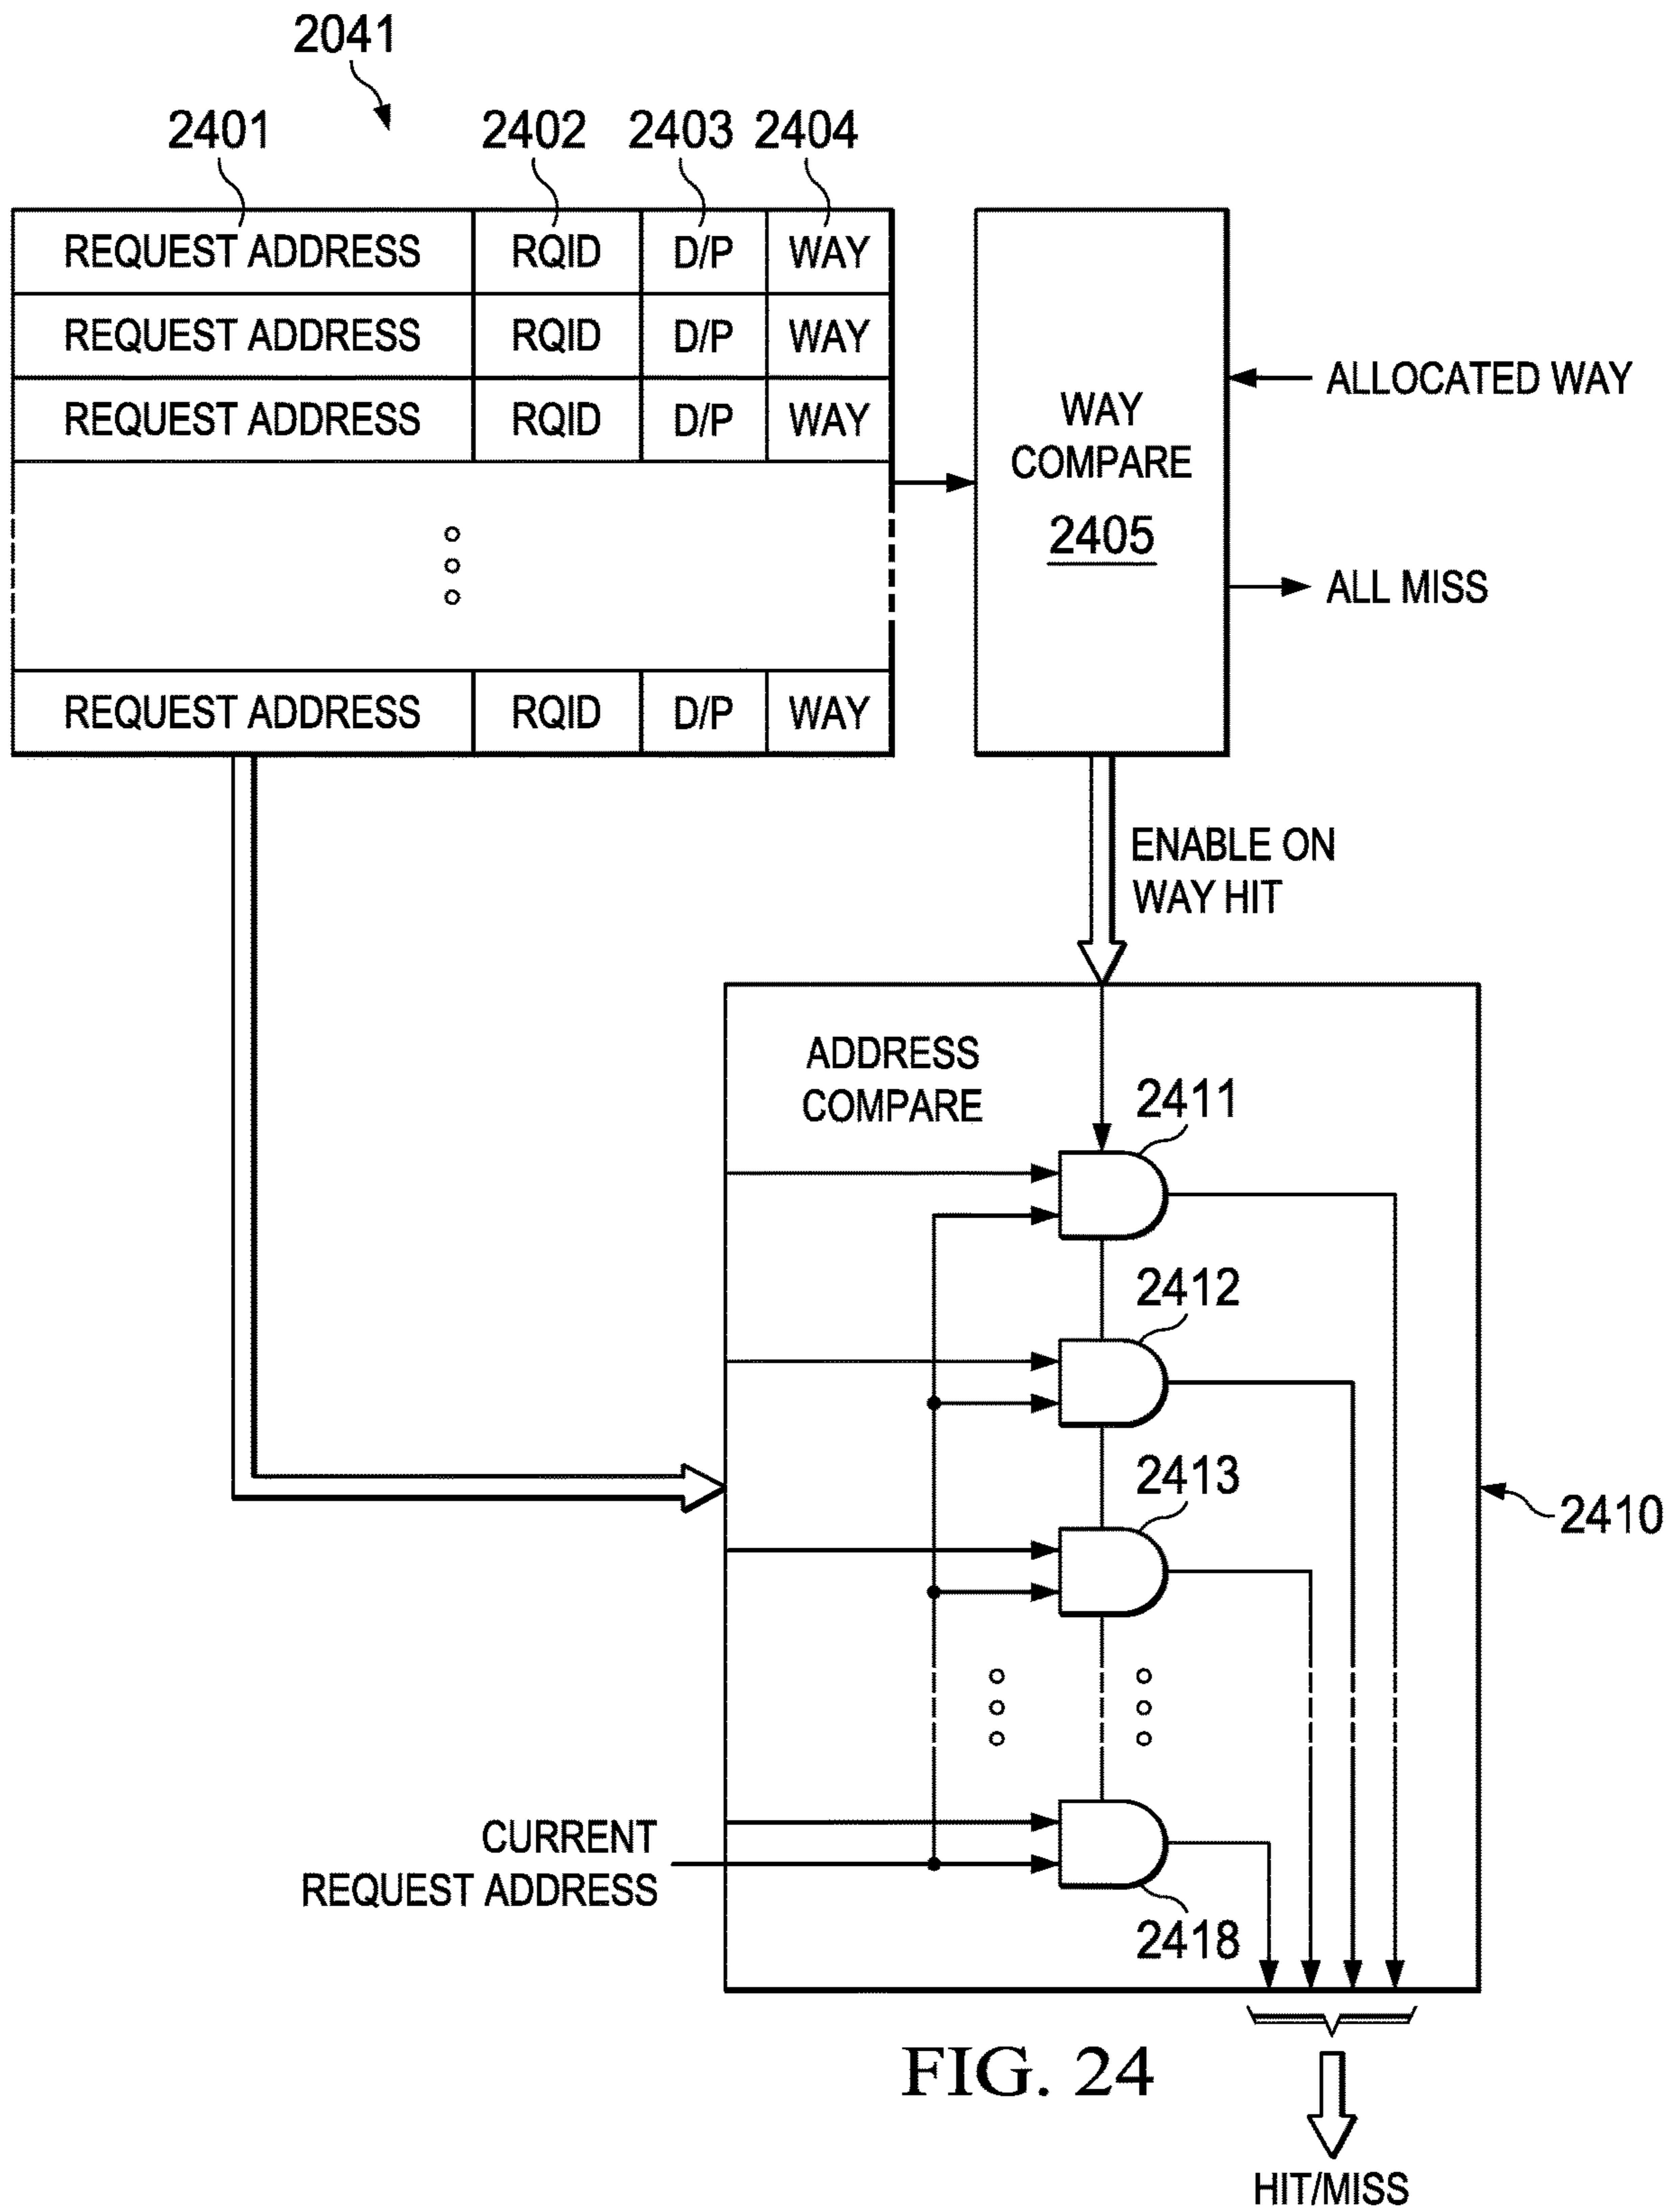 2041
2401 2402 2403 2404
REQUEST ADDRESS RQID D/P WAY
REQUEST ADDRESS RQID D/P WAY
REQUEST ADDRESS RQID D/P WAY
REQUEST ADDRESS RQID D/P WAY
WAY
COMPARE
2405
ALLOCATED WAY
ALL MISS
ENABLE ON
WAY HIT
ADDRESS
COMPARE
2411
2412
2413
2410
CURRENT
REQUEST ADDRESS
2418
FIG. 24
HIT/MISS